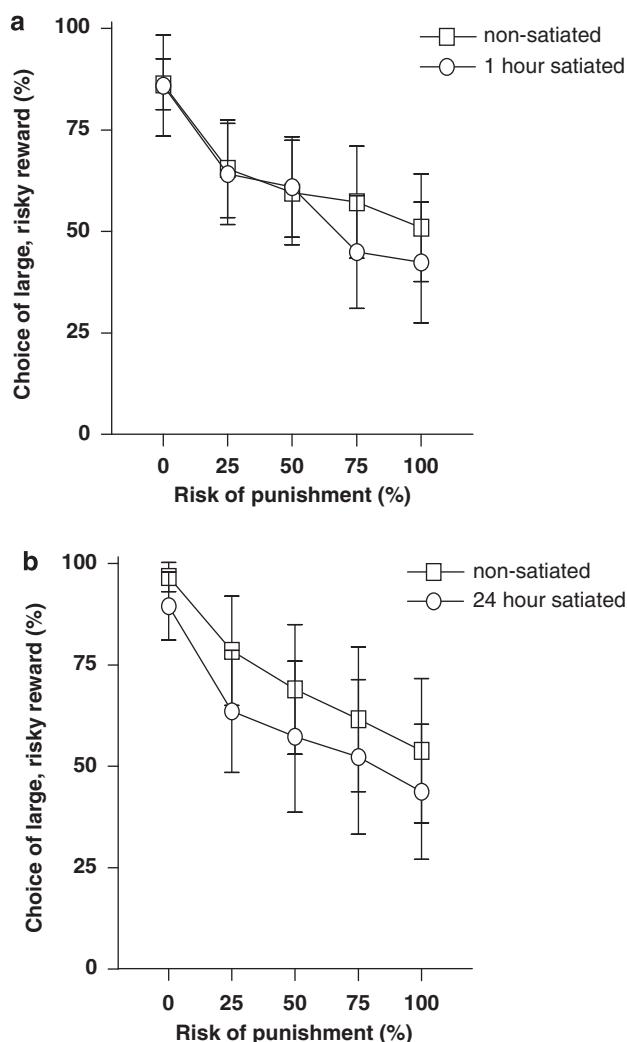 a
non-satiated
1 hour satiated
Choice of large, risky reward (%)
100
75
50
25
0
0 25 50 75 100
Risk of punishment (%)
b
non-satiated
24 hour satiated
Choice of large, risky reward (%)
100
75
50
25
0
0 25 50 75 100
Risk of punishment (%)